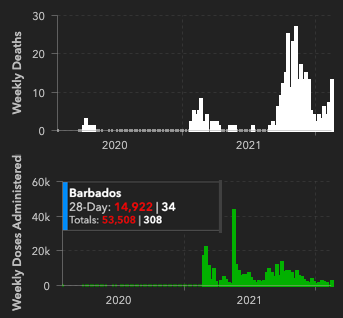 30
20
10
0
Weekly Deaths
2020
2021
60k
40k
20k
0
Weekly Doses Administered
Barbados
28-Day: 14,922 | 34
Totals: 53,508 | 308
2020
2021